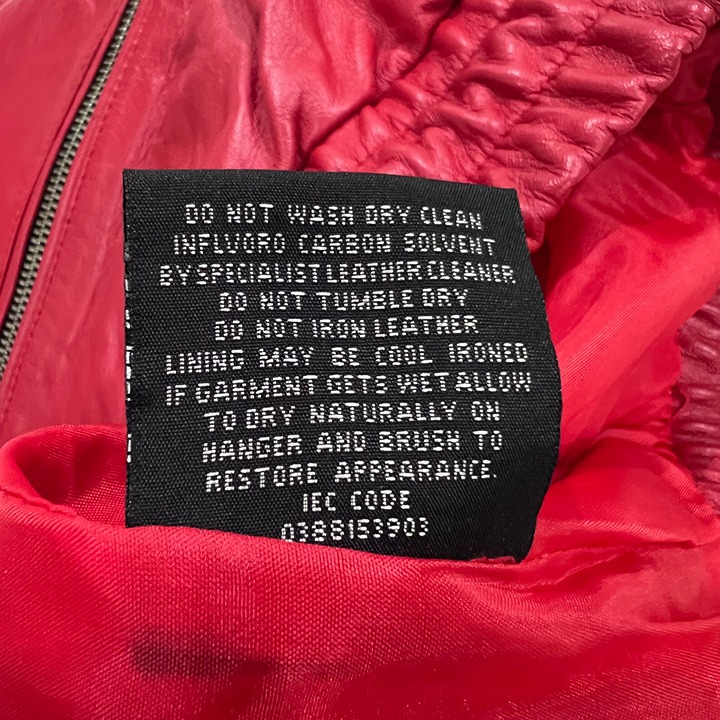 DO NOT WASH DRY CLEAN
INFLUORO CARBON SOLVENT
BY SPECIALIST LEATHER CLEANER
DO NOT TUMBLE DRY
DO NOT IRON LEATHER
LINING MAY BE COOL IRONED
IF GARMENT GETS WET ALLOW
TO DRY NATURALLY ON
HANGER AND BRUSH TO
RESTORE APPEARANCE.
IEC CODE
0388153903